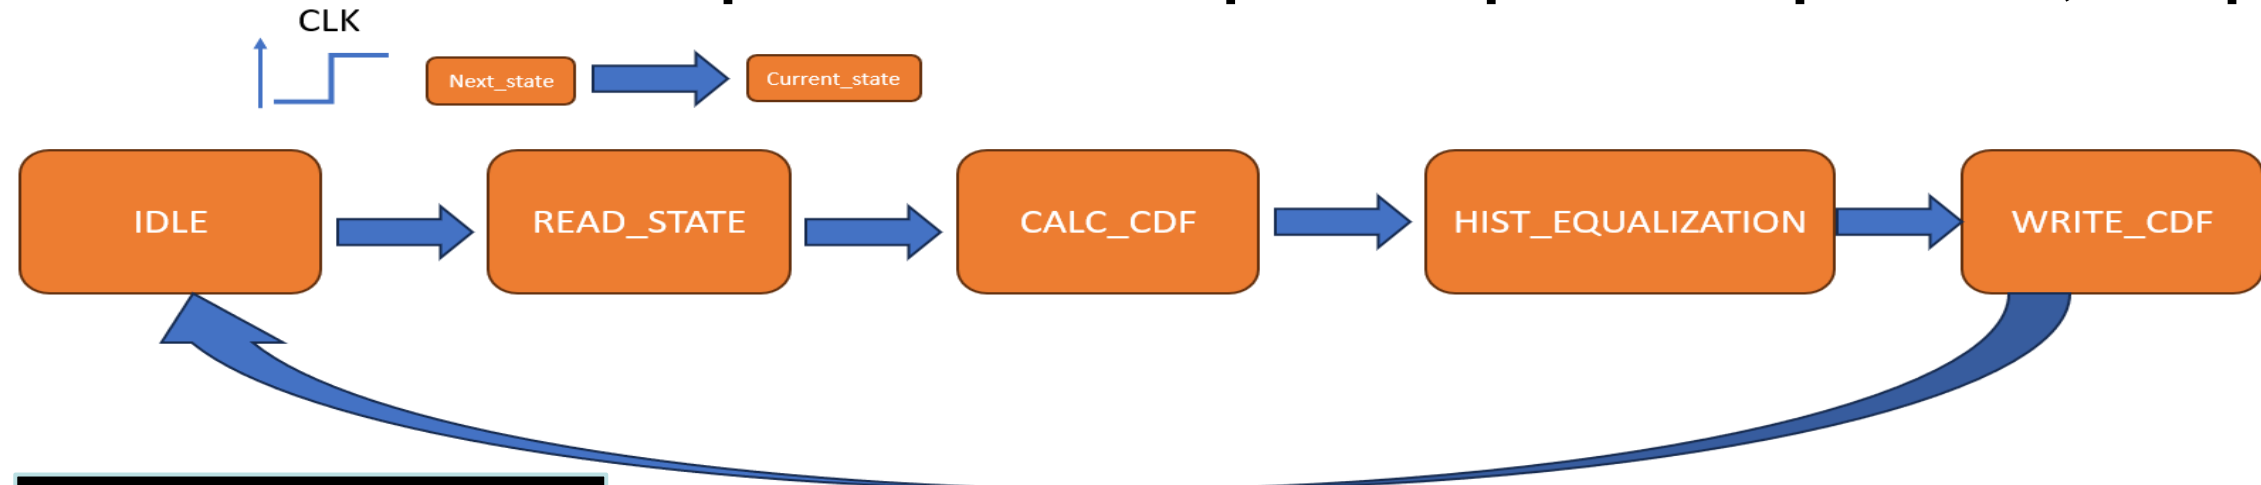 CLK
Next_state
Current_state
IDLE
READ_STATE
CALC_CDF
HIST_EQUALIZATION
WRITE_CDF